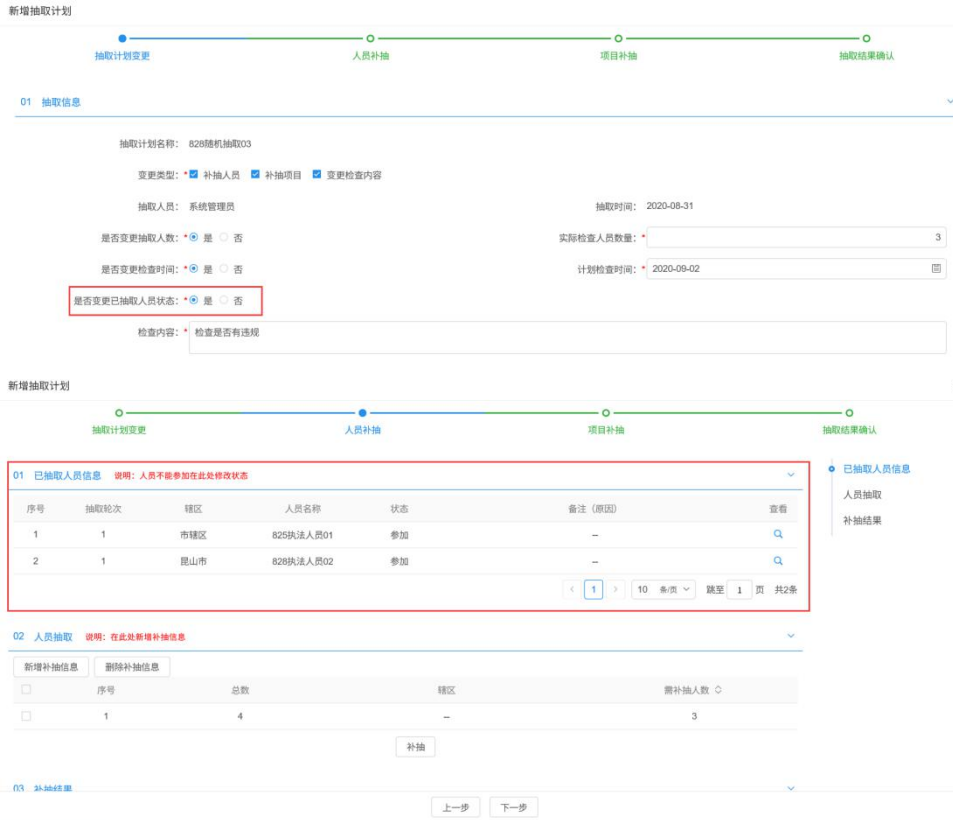 新增抽取计划
抽取计划变更 人员补抽 项目补抽 抽取结果确认
01 抽取信息
抽取计划名称： 828随机抽取03
变更类型：* 补抽人员 补抽项目 变更检查内容
抽取人员： 系统管理员 抽取时间： 2020-08-31
是否变更抽取人数：* 是 否 实际检查人员数量：* 3
是否变更检查时间：* 是 否 计划检查时间：* 2020-09-02
是否变更已抽取人员状态：* 是 否
检查内容：* 检查是否有违规
新增抽取计划
抽取计划变更 人员补抽 项目补抽 抽取结果确认
01 已抽取人员信息 说明：人员不能参加在此处修改状态
序号 抽取轮次 辖区 人员名称 状态 备注（原因） 查看
1 1 市辖区 825执法人员01 参加 --
2 1 昆山市 828执法人员02 参加 --
< 1 > 10 条/页 跳至 1 页 共2条
已抽取人员信息
人员抽取
补抽结果
02 人员抽取 说明：在此处新增补抽信息
新增补抽信息 删除补抽信息
序号 总数 辖区 需补抽人数
1 4 -- 3
补抽
03 补抽结果
上一步 下一步